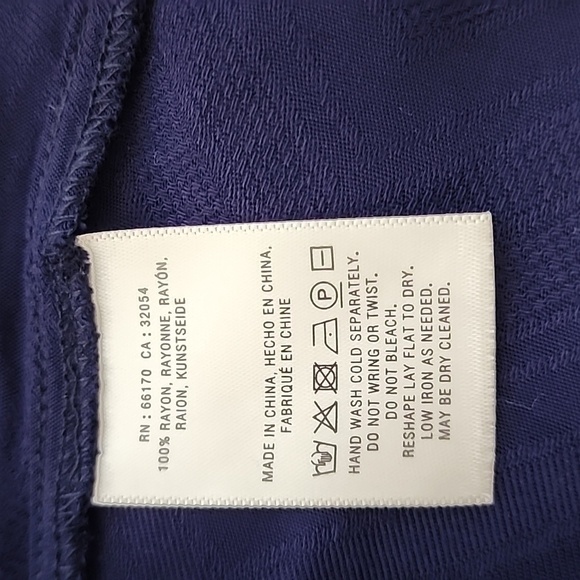 RN : 66170 CA : 32054
100% RAYON, RAYONNE, RAYÓN,
RAION, KUNSTSEIDE
MADE IN CHINA, HECHO EN CHINA.
FABRIQUÉ EN CHINE
P
HAND WASH COLD SEPARATELY.
DO NOT WRING OR TWIST.
DO NOT BLEACH.
RESHAPE LAY FLAT TO DRY.
LOW IRON AS NEEDED.
MAY BE DRY CLEANED.